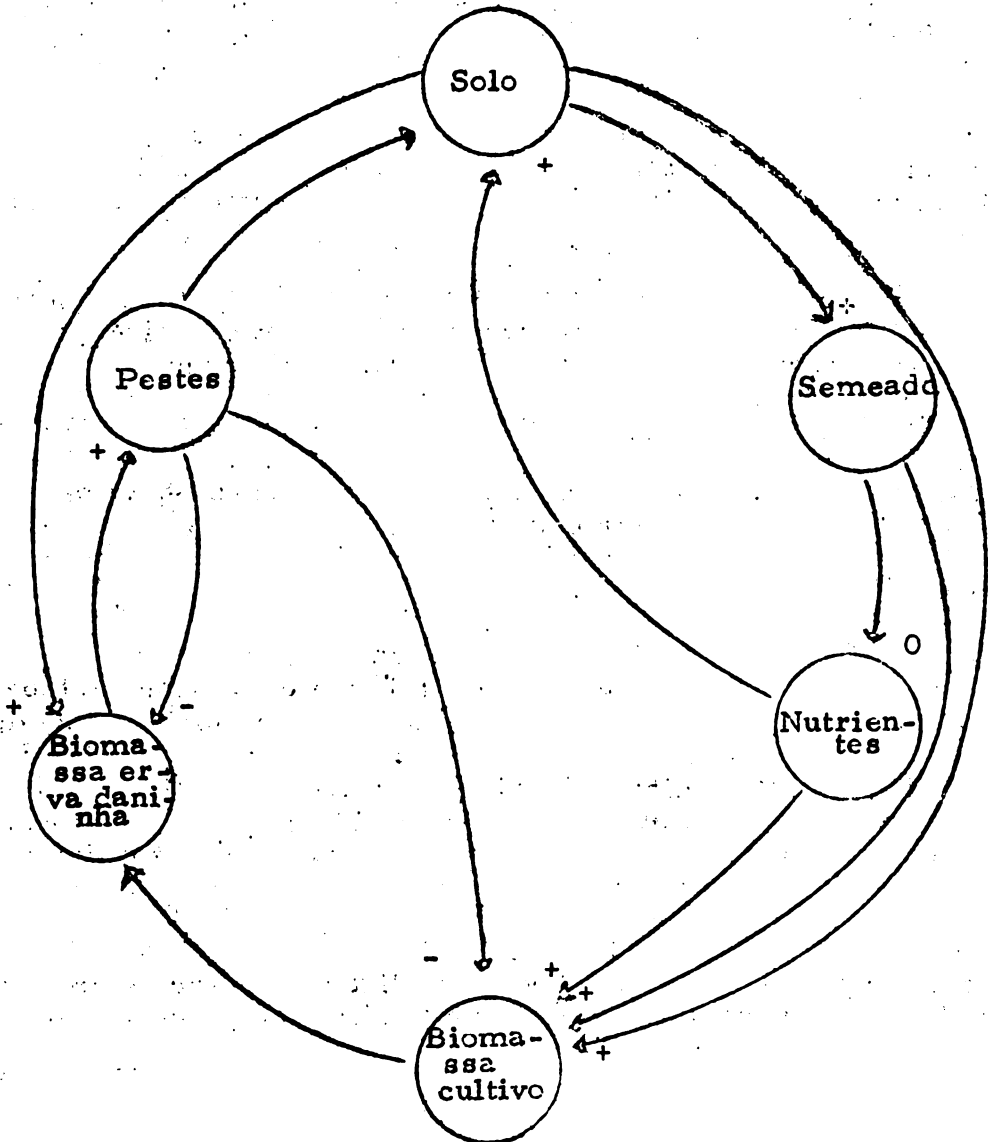 Solo
+
+
Pestes
Semeado
+
O
+
-
Nutrien-
tes
Bioma-
ssa er-
va dani-
nha
-
+
+
+
Bioma-
ssa
cultivo